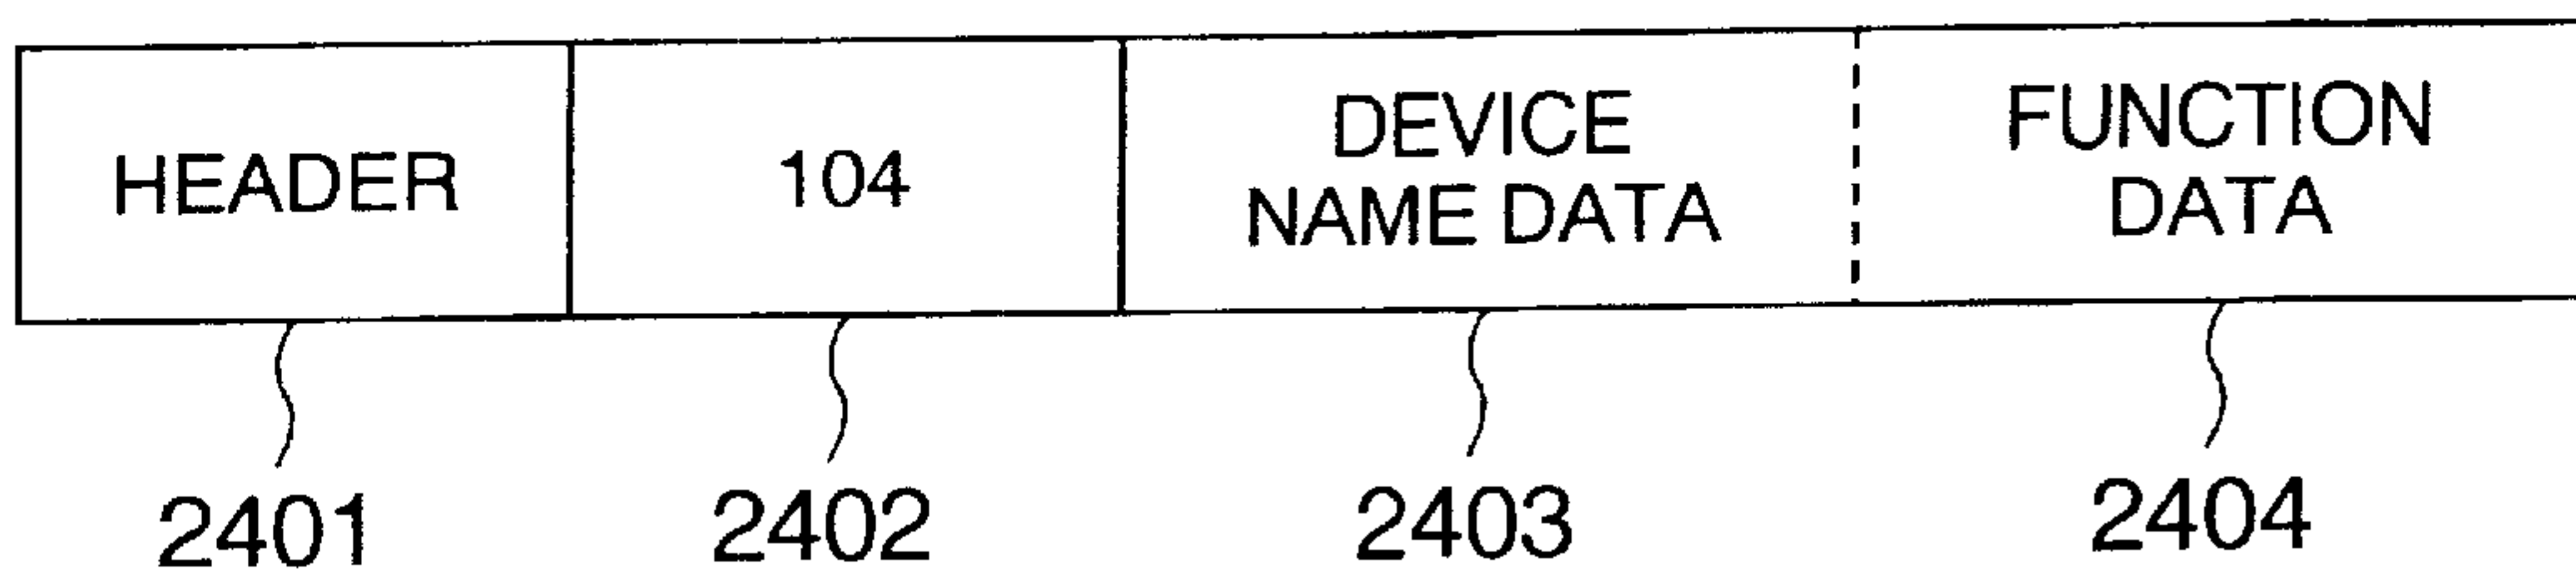 HEADER
104
DEVICE
NAME DATA
FUNCTION
DATA
2401
2402
2403
2404